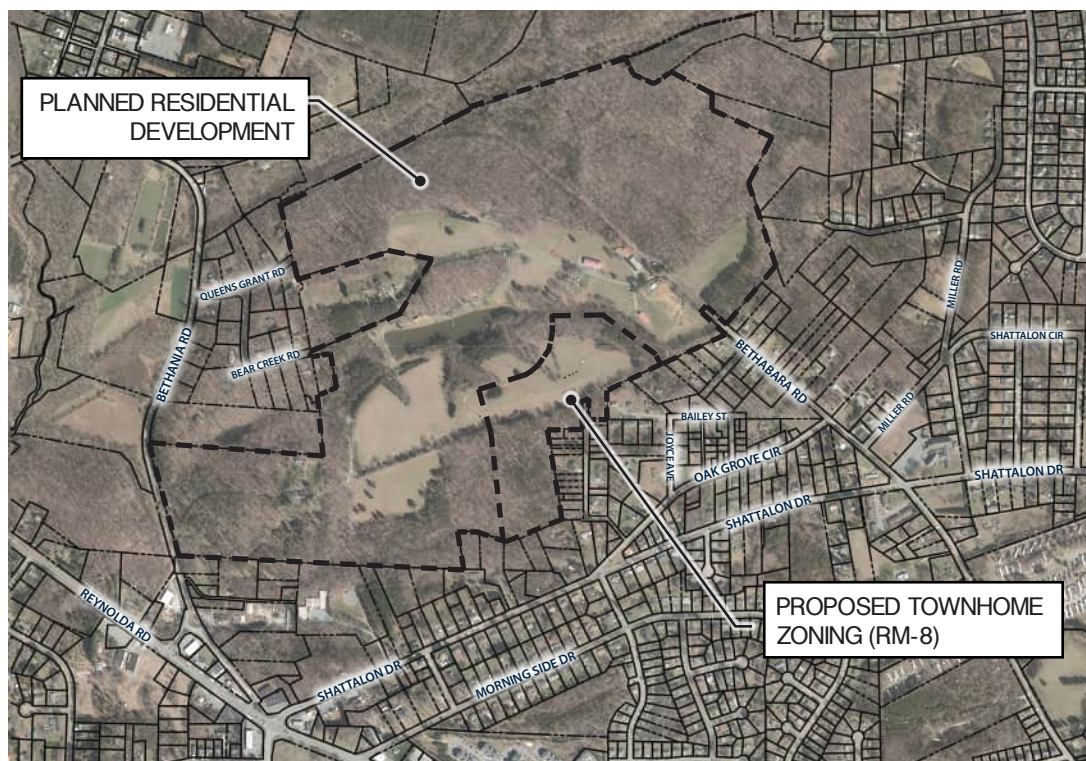 PLANNED RESIDENTIAL
DEVELOPMENT
QUEENS GRANT RD
BETHANIA RD
BEAR CREEK RD
MILLER RD
SHATTALON CIR
BETHABARA RD
MILLER RD
BAILEY ST
JOYCE AVE
OAK GROVE CIR
SHATTALON DR
SHATTALON DR
REYNOLDA RD
PROPOSED TOWNHOME
ZONING (RM-8)
SHATTALON DR
MORNING SIDE DR